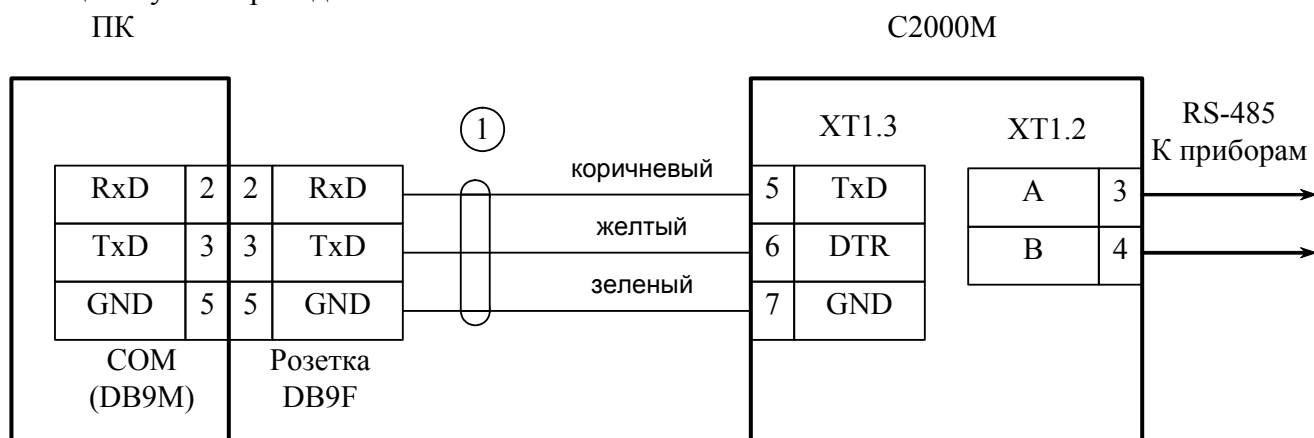 ПК
С2000М
1
XT1.3
XT1.2
RS-485
К приборам
коричневый
желтый
зеленый
RxD 2 2 RxD
TxD 3 3 TxD
GND 5 5 GND
5 TxD
6 DTR
7 GND
A 3
B 4
COM
(DB9M)
Розетка
DB9F